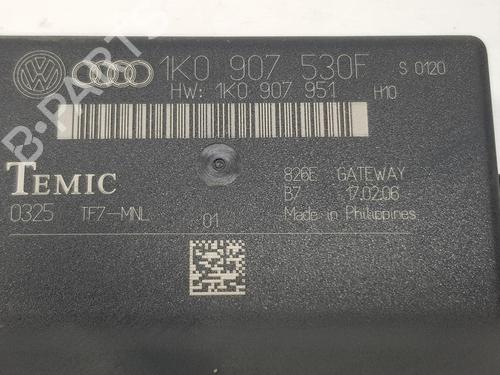 1K0 907 530F S 0120
HW: 1K0 907 951 H10
TEMIC
826E GATEWAY
B7 17.02.06
0325 TF7-MNL 01 Made in Philippines
B-PARTS